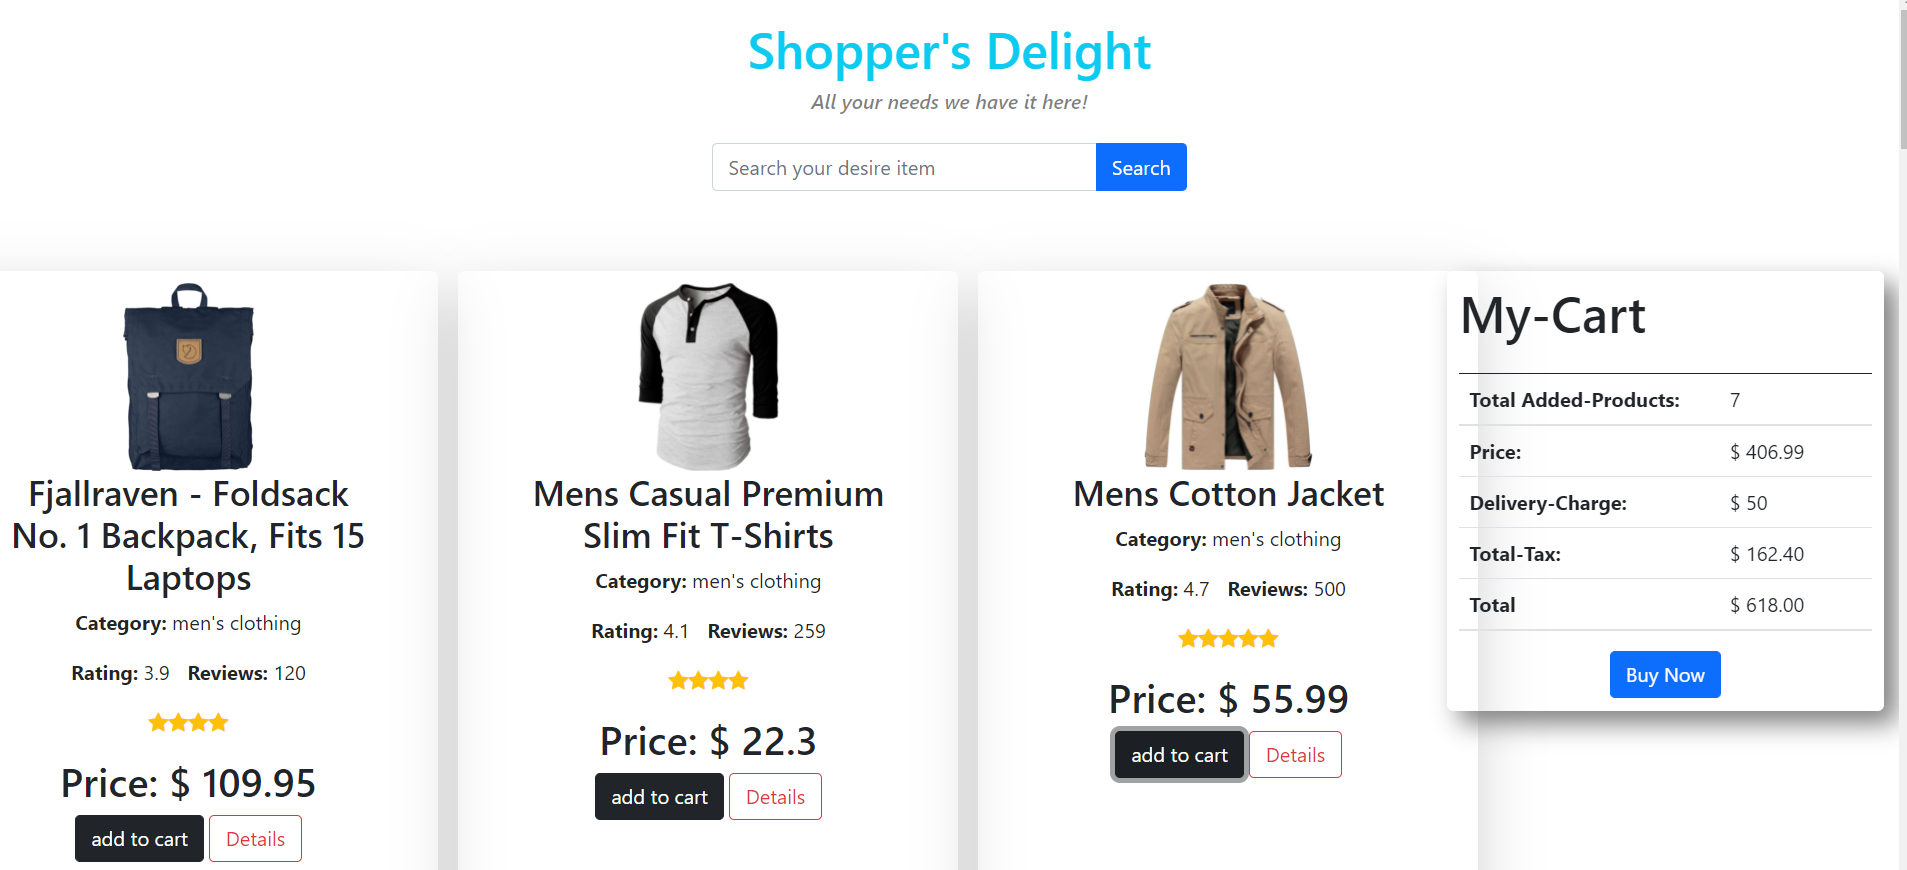 Shopper's Delight
All your needs we have it here!
Search your desire item
Search
Fjallraven - Foldsack
No. 1 Backpack, Fits 15
Laptops
Category: men's clothing
Rating: 3.9 Reviews: 120
Price: $ 109.95
add to cart Details
Mens Casual Premium
Slim Fit T-Shirts
Category: men's clothing
Rating: 4.1 Reviews: 259
Price: $ 22.3
add to cart Details
Mens Cotton Jacket
Category: men's clothing
Rating: 4.7 Reviews: 500
Price: $ 55.99
add to cart Details
My-Cart
Total Added-Products: 7
Price: $ 406.99
Delivery-Charge: $ 50
Total-Tax: $ 162.40
Total $ 618.00
Buy Now